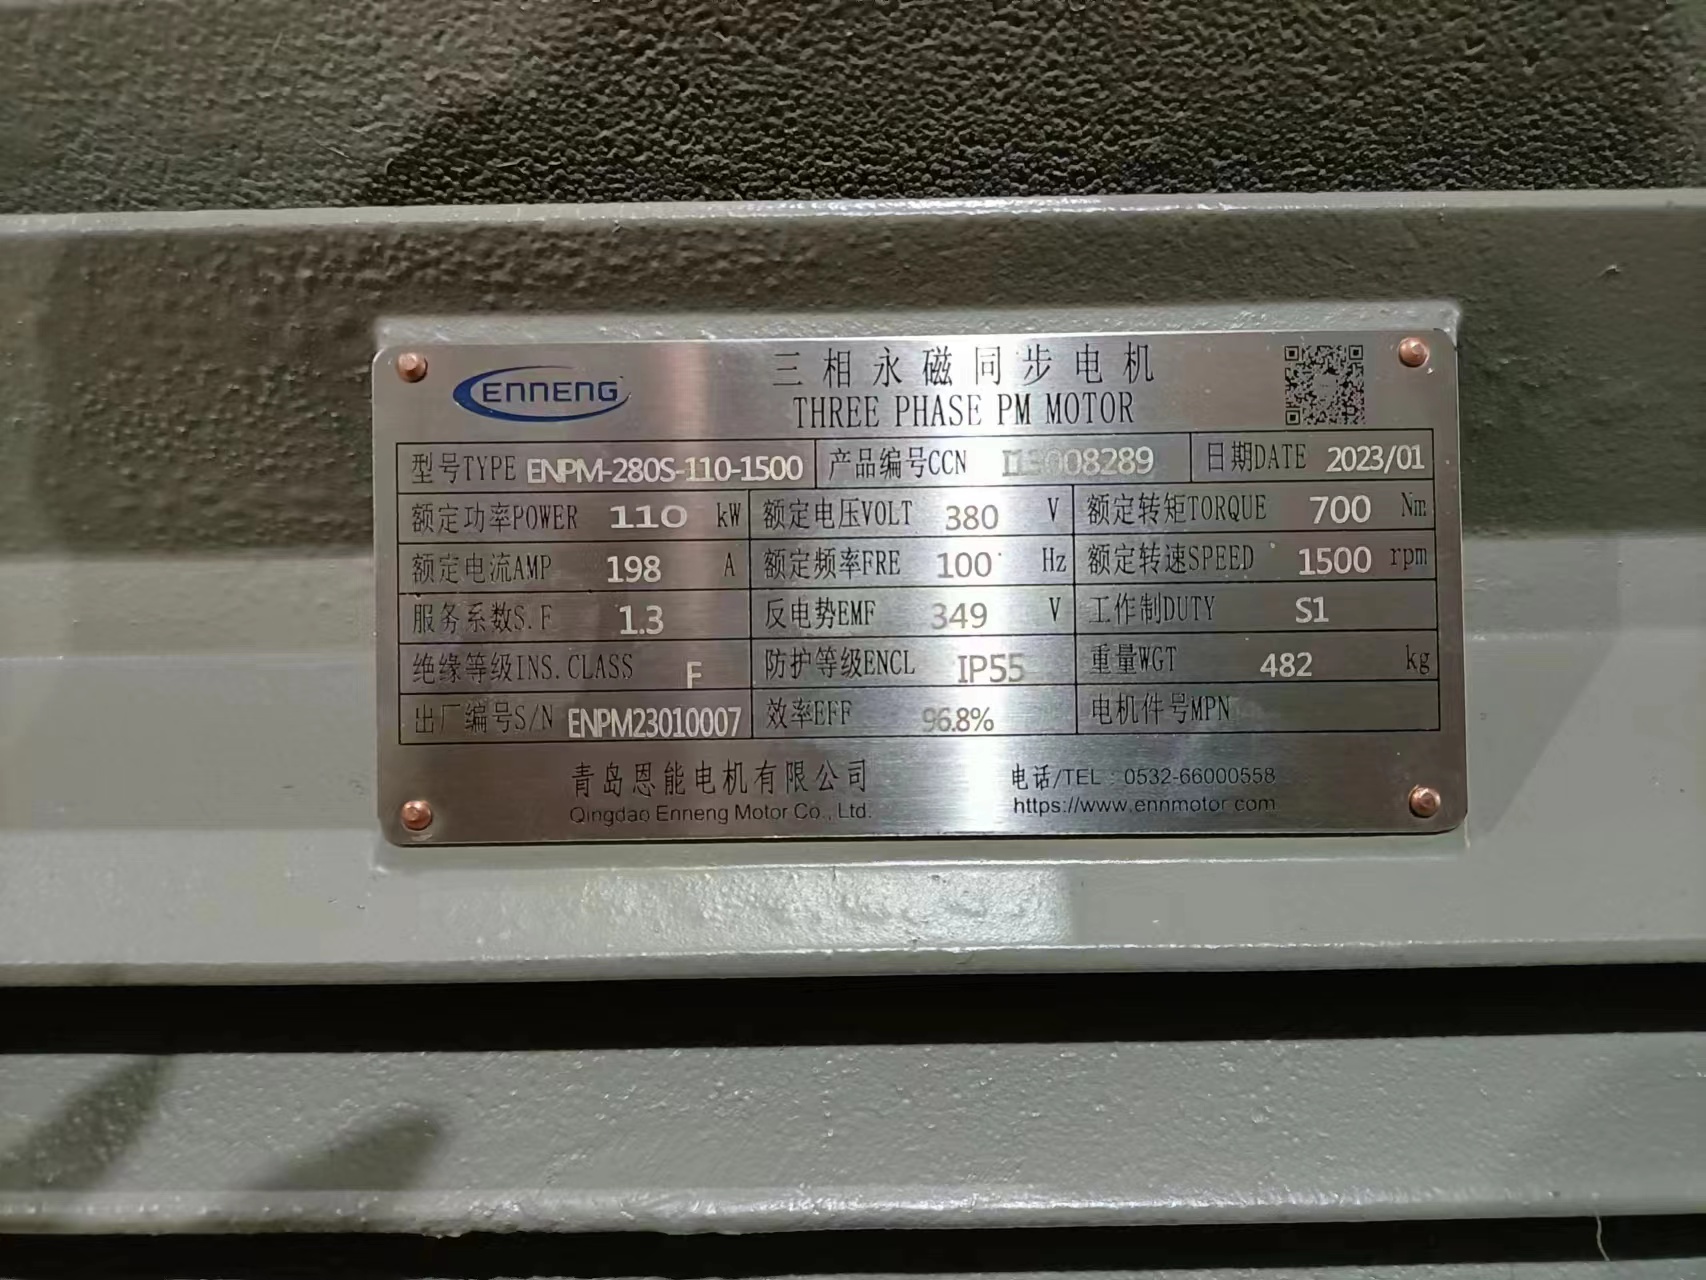 ENNENG
三相永磁同步电机
THREE PHASE PM MOTOR
型号TYPE ENPM-280S-110-1500 产品编号CCN 日期DATE 2023/01
额定功率POWER 110 kW 额定电压VOLT 380 V 额定转矩TORQUE 700 Nm
额定电流AMP 198 A 额定频率FRE 100 Hz 额定转速SPEED 1500 rpm
服务系数S.F 1.3 反电势EMF 349 V 工作制DUTY S1
绝缘等级INS.CLASS F 防护等级ENCL IP55 重量WGT 482 kg
出厂编号S/N ENPM23010007 效率EFF 96.8% 电机件号MPN
青岛恩能电机有限公司 电话/TEL：0532-66000558
Qingdao Enneng Motor Co., Ltd. https://www.ennmotor.com